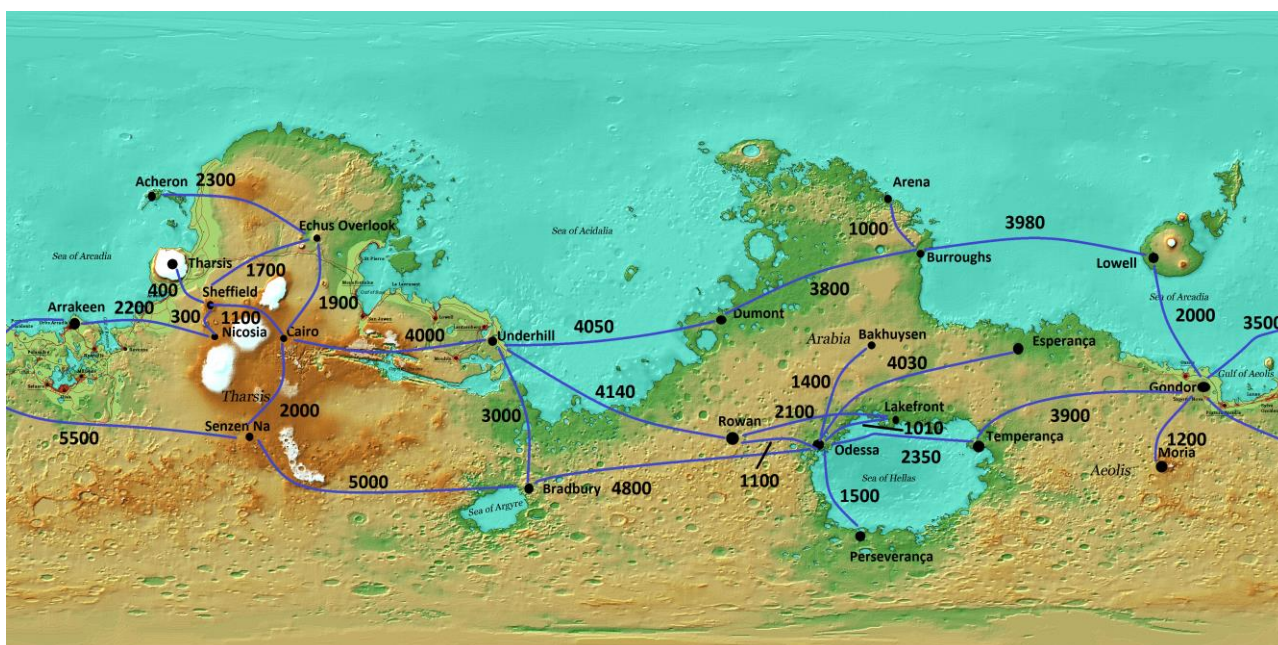 Arena
Acheron
2300
Echus Overlook
Sea of Acidalia
1000
3980
Sea of Arcadia
Tharsis
1700
Burroughs
Lowell
400
Sheffield
1900
3800
Sea of Arcadia
Arrakeen
2200
300
1100
Nicosia
Cairo
4000
Underhill
4050
Dumont
2000
3500
Arabia
Bakhuysen
4030
Esperança
Gulf of Aeolis
Gondor
Tharsis
2000
3000
4140
1400
2100
Lakefront
3900
5500
Senzen Na
Rowan
1010
Odessa
Temperança
1200
Moria
2350
Aeolis
5000
Bradbury
4800
1100
Sea of Hellas
1500
Sea of Argyre
Perseverança